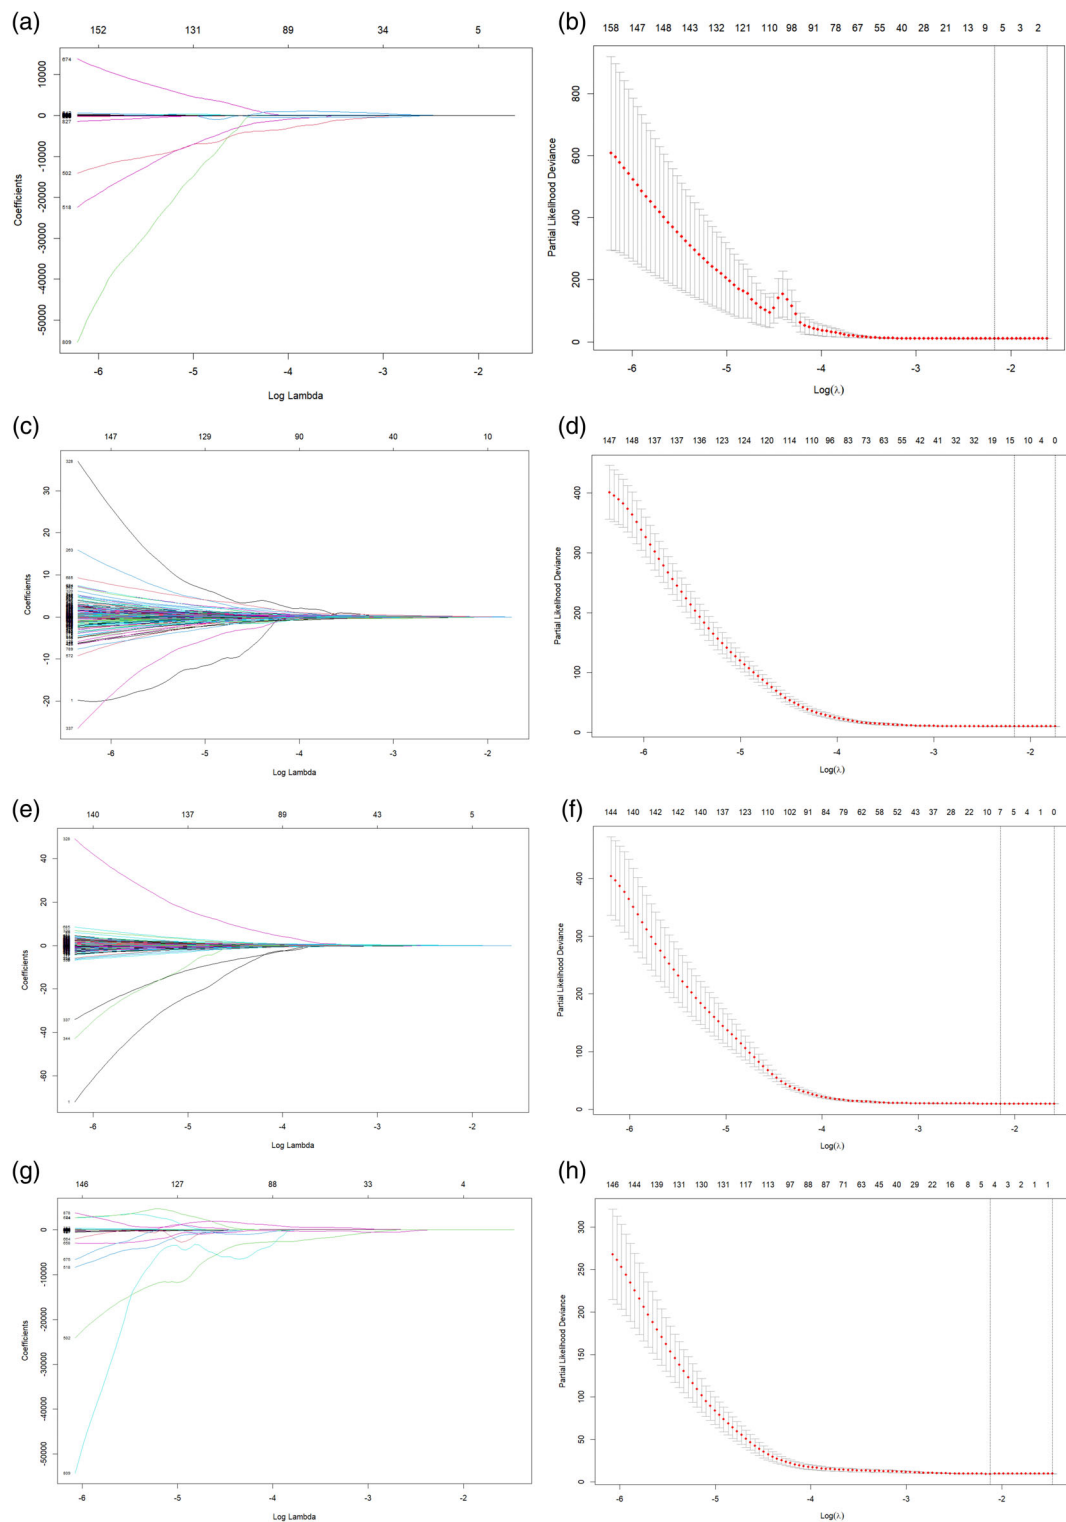 (a)
152 131 89 34 5
674
627
502
518
809
10000
0
-10000
-20000
-30000
-40000
-50000
Coefficients
-6 -5 -4 -3 -2
Log Lambda
(b)
158 147 148 143 132 121 110 98 78 67 55 40 28 21 13 9 5 3 2
800
600
400
200
0
Partial Likelihood Deviance
-6 -5 -4 -3 -2
Log(λ)
(c)
147 129 90 40 10
30
20
10
0
-10
-20
Coefficients
572
1
337
-6 -5 -4 -3 -2
Log Lambda
(d)
147 148 137 137 136 123 124 120 114 110 96 83 73 63 55 42 41 32 32 19 15 10 4 0
400
300
200
100
0
Partial Likelihood Deviance
-6 -5 -4 -3 -2
Log(λ)
(e)
140 137 89 43 5
40
20
0
-20
-40
-60
Coefficients
-6 -5 -4 -3 -2
Log Lambda
(f)
144 140 142 142 140 137 123 110 102 91 84 79 62 58 52 43 37 28 22 10 7 5 4 1 0
400
300
200
100
0
Partial Likelihood Deviance
-6 -5 -4 -3 -2
Log(λ)
(g)
146 127 88 33 4
0
-10000
-20000
-30000
-40000
-50000
Coefficients
-6 -5 -4 -3 -2
Log Lambda
(h)
146 144 139 131 130 131 117 113 97 88 87 71 63 45 40 29 22 16 8 5 4 3 2 1 1
300
250
200
150
100
50
0
Partial Likelihood Deviance
-6 -5 -4 -3 -2
Log(λ)